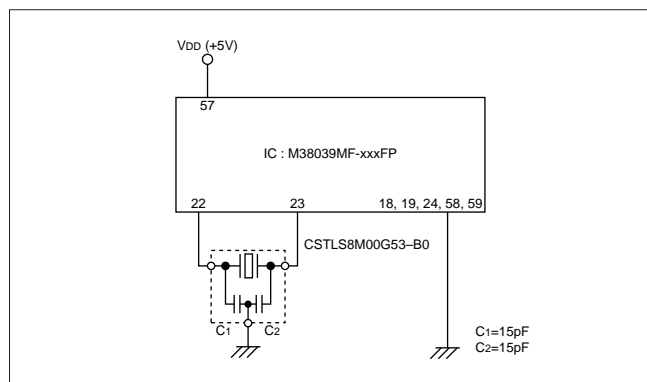 VDD (+5V)
57
IC : M38039MF-xxxFP
22 23 18, 19, 24, 58, 59
CSTLS8M00G53–B0
C1 C2
C1=15pF
C2=15pF